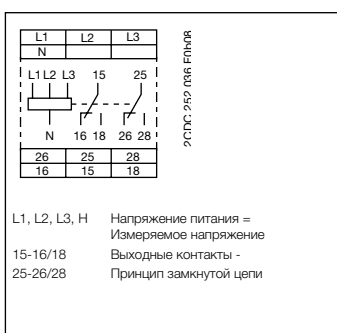 L1 L2 L3
N
L1 L2 L3 15 25
N 16 18 26 28
26 25 28
16 15 18
2CDC 252 036 F0b08
L1, L2, L3, Н Напряжение питания =
Измеряемое напряжение
15-16/18 Выходные контакты -
25-26/28 Принцип замкнутой цепи